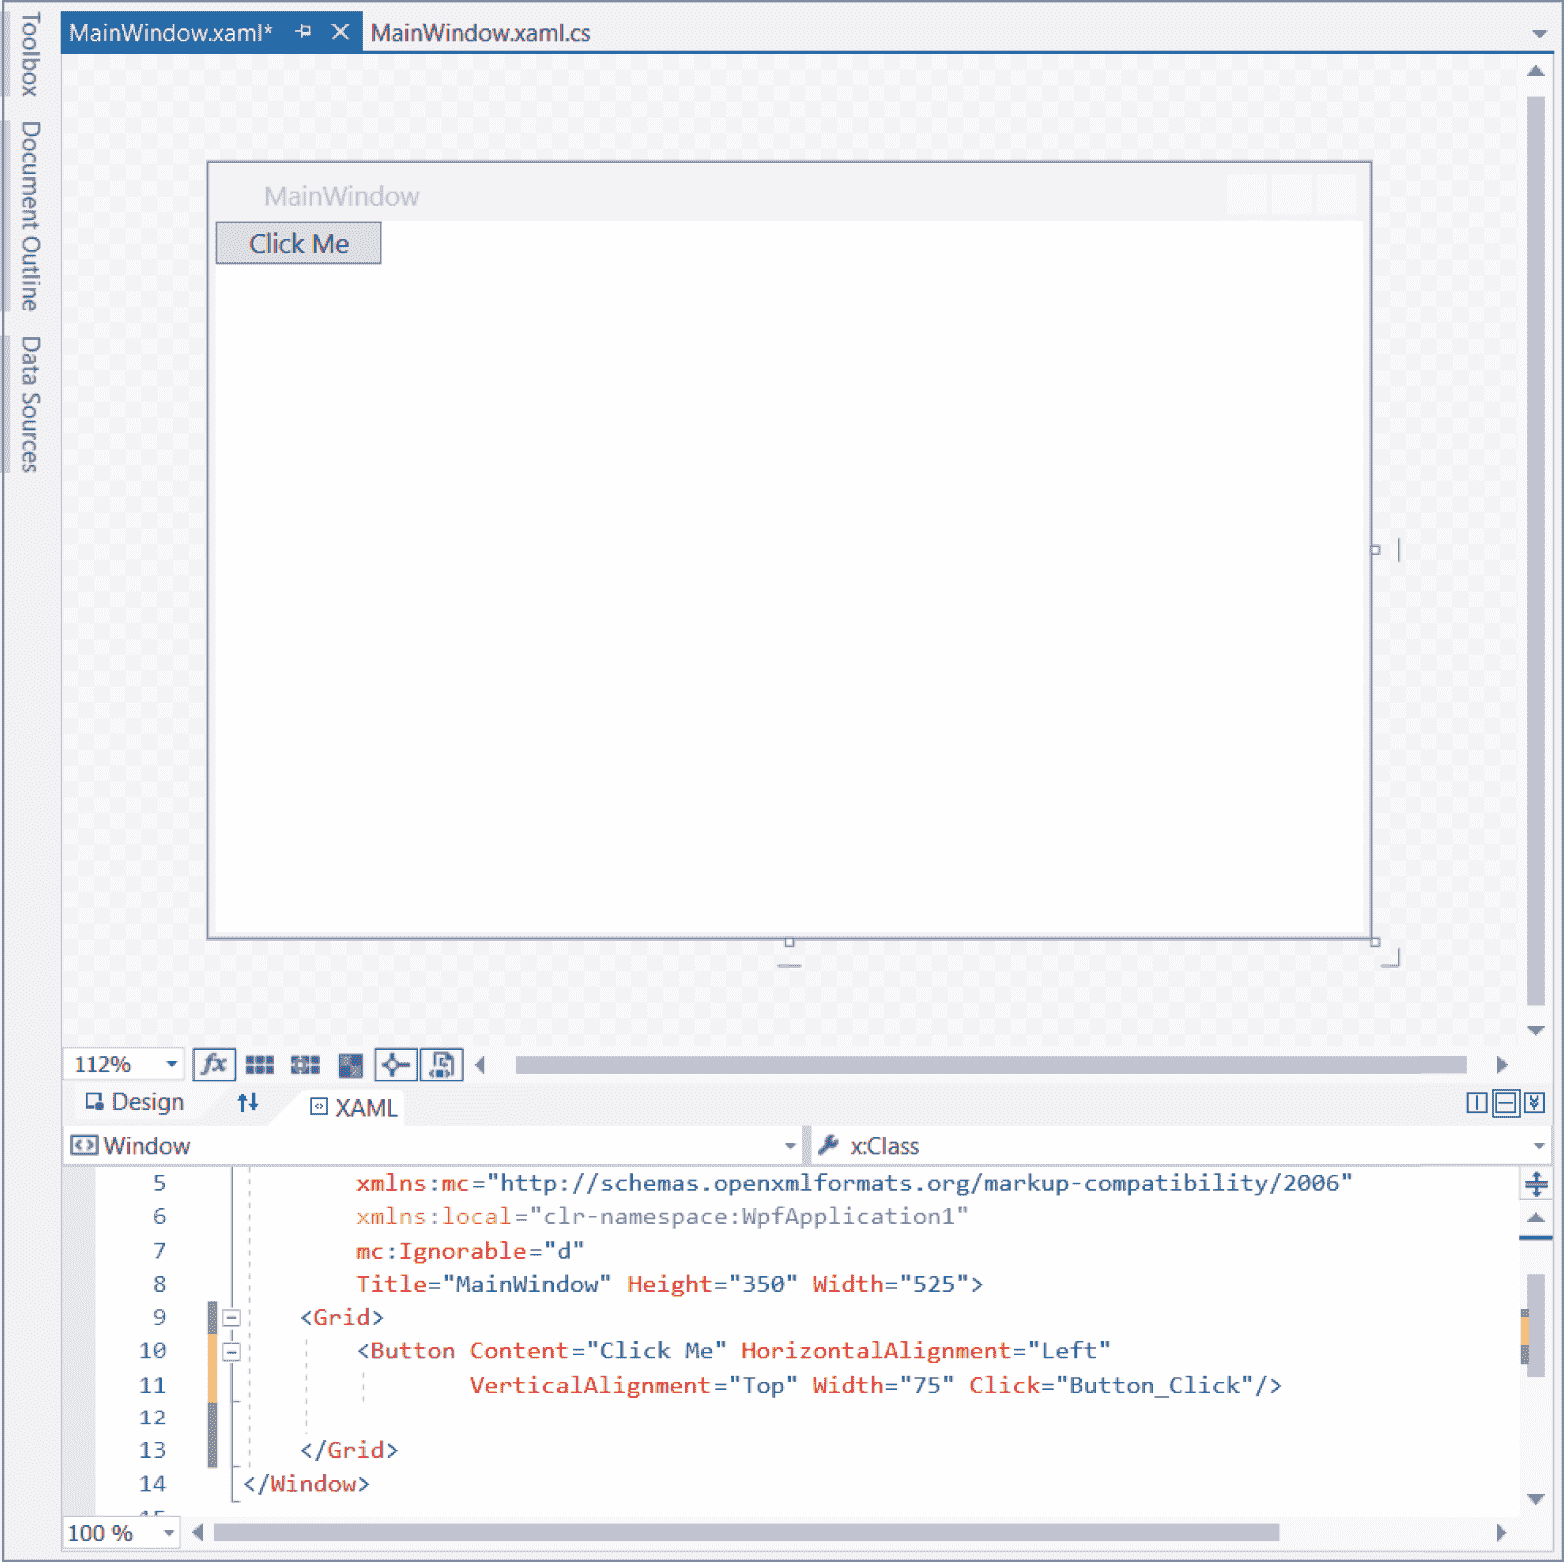 MainWindow.xaml* MainWindow.xaml.cs
Toolbox
Document Outline
Data Sources
MainWindow
Click Me
112% fx
Design XAML
Window x:Class
5 xmlns:mc="http://schemas.openxmlformats.org/markup-compatibility/2006"
6 xmlns:local="clr-namespace:WpfApplication1"
7 mc:Ignorable="d"
8 Title="MainWindow" Height="350" Width="525">
9 <Grid>
10 <Button Content="Click Me" HorizontalAlignment="Left"
11 VerticalAlignment="Top" Width="75" Click="Button_Click"/>
12
13 </Grid>
14 </Window>
100 %